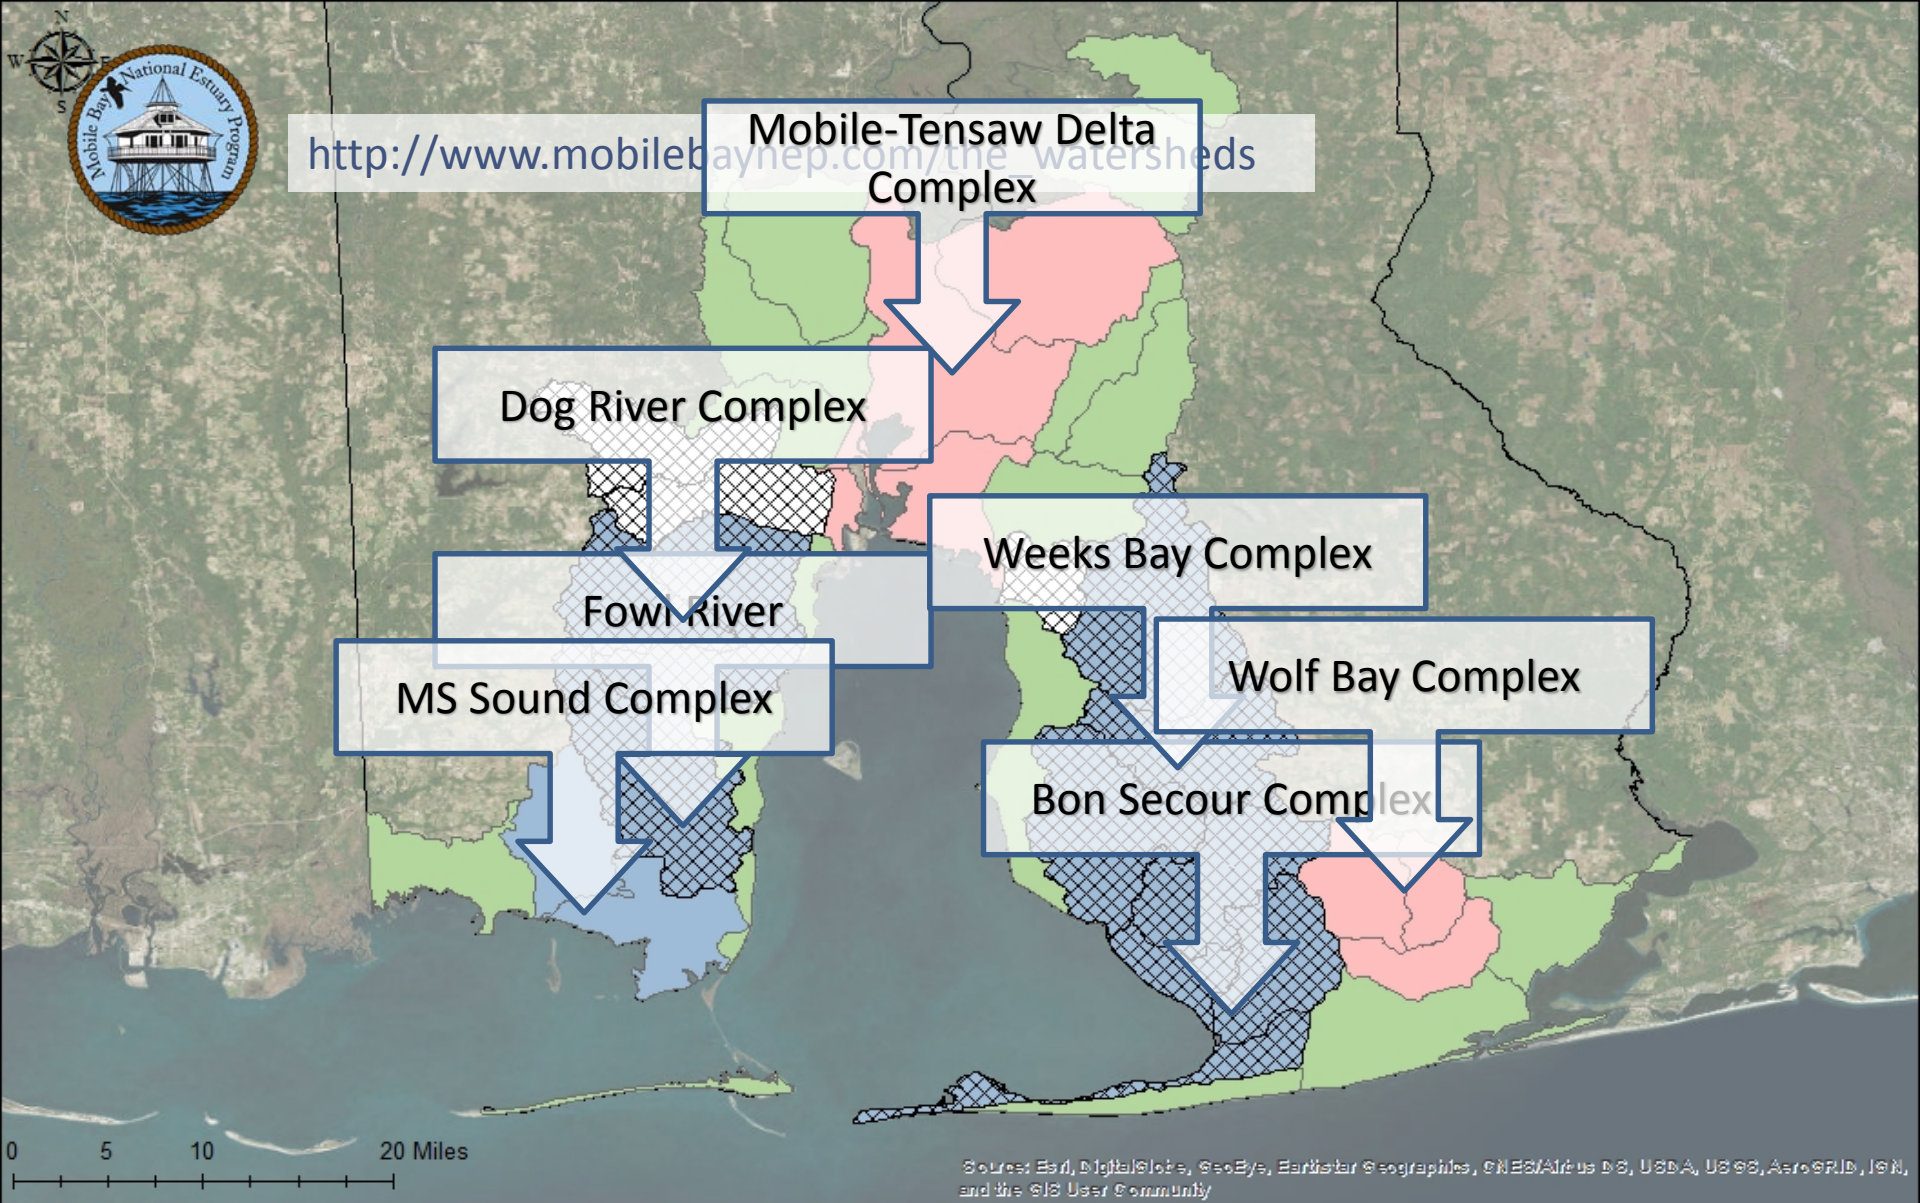 N
W
E
S
Mobile Bay National Estuary Program
http://www.mobilebaynep.com/the_watersheds
Mobile-Tensaw Delta
Complex
Dog River Complex
Weeks Bay Complex
Fowl River
Wolf Bay Complex
MS Sound Complex
Bon Secour Complex
0 5 10 20 Miles
Source: Esri, DigitalGlobe, GeoEye, Earthstar Geographics, CNES/Airbus DS, USDA, USGS, AeroGRID, IGN,
and the GIS User Community